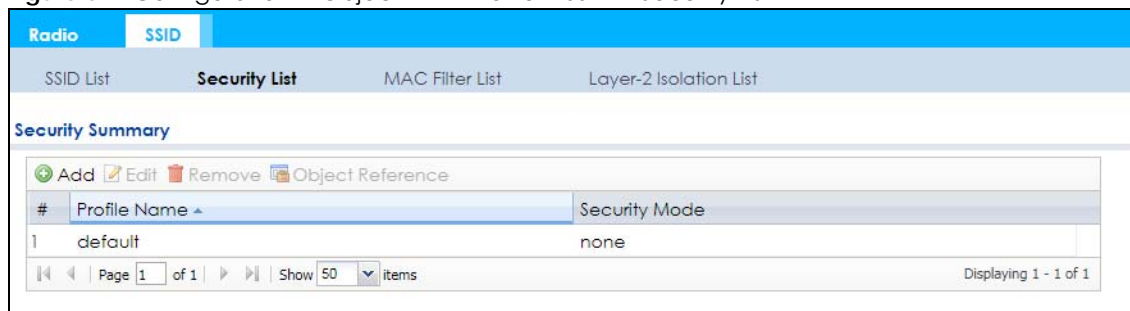 Radio SSID
SSID List Security List MAC Filter List Layer-2 Isolation List
Security Summary
Add Edit Remove Object Reference
# Profile Name Security Mode
1 default none
Page 1 of 1 Show 50 items Displaying 1 - 1 of 1